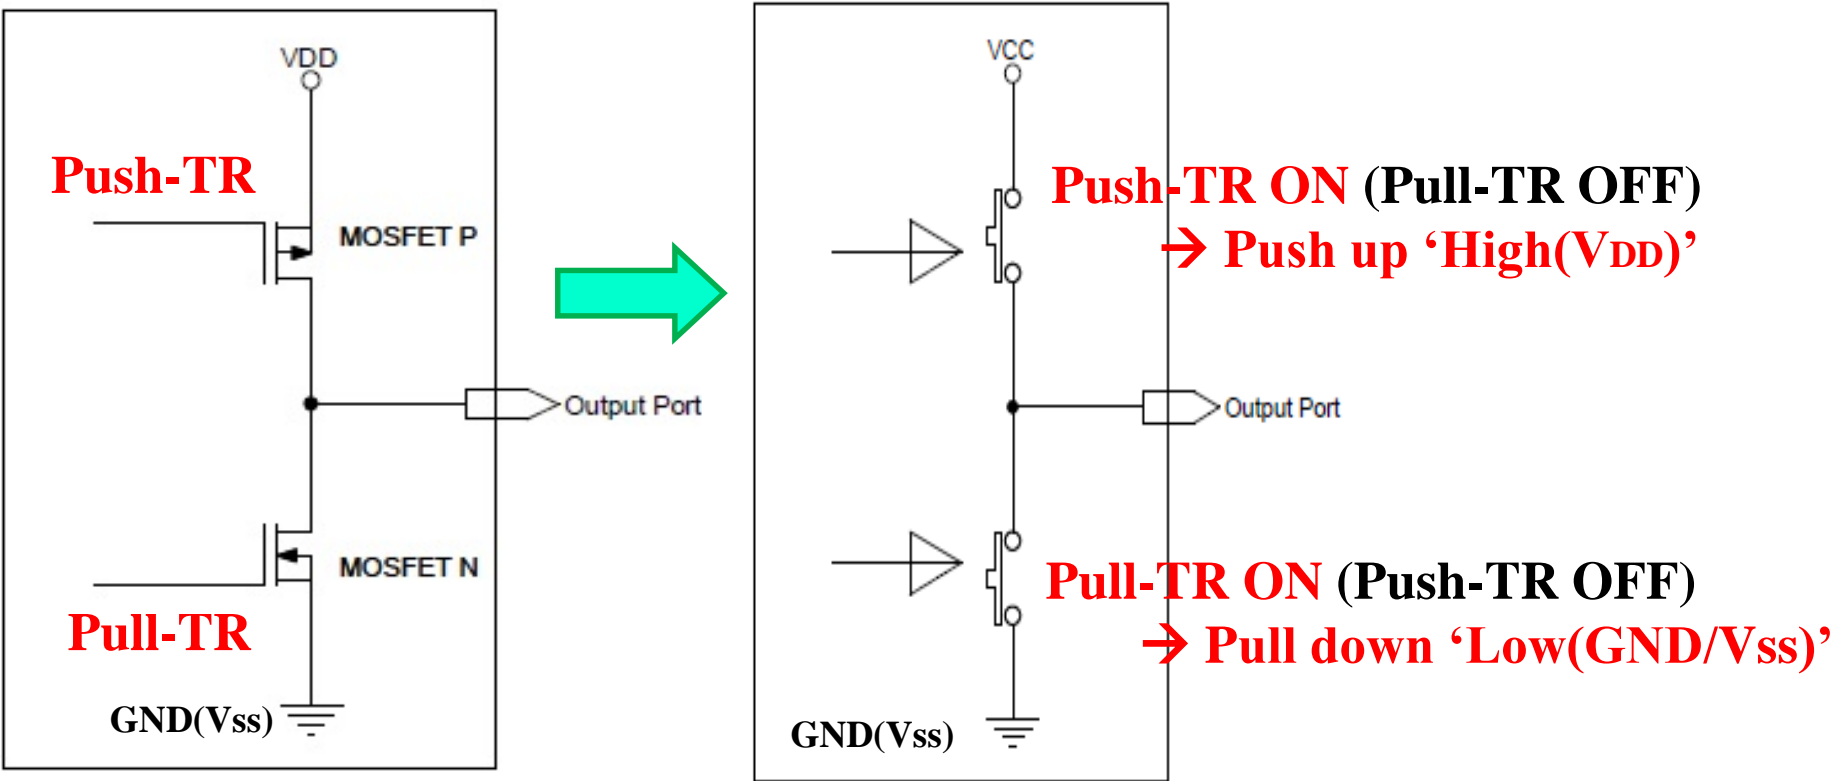 VDD
Push-TR
MOSFET P
Output Port
MOSFET N
Pull-TR
GND(Vss)
VCC
Push-TR ON (Pull-TR OFF)
→ Push up ‘High(VDD)’
Output Port
Pull-TR ON (Push-TR OFF)
→ Pull down ‘Low(GND/Vss)’
GND(Vss)